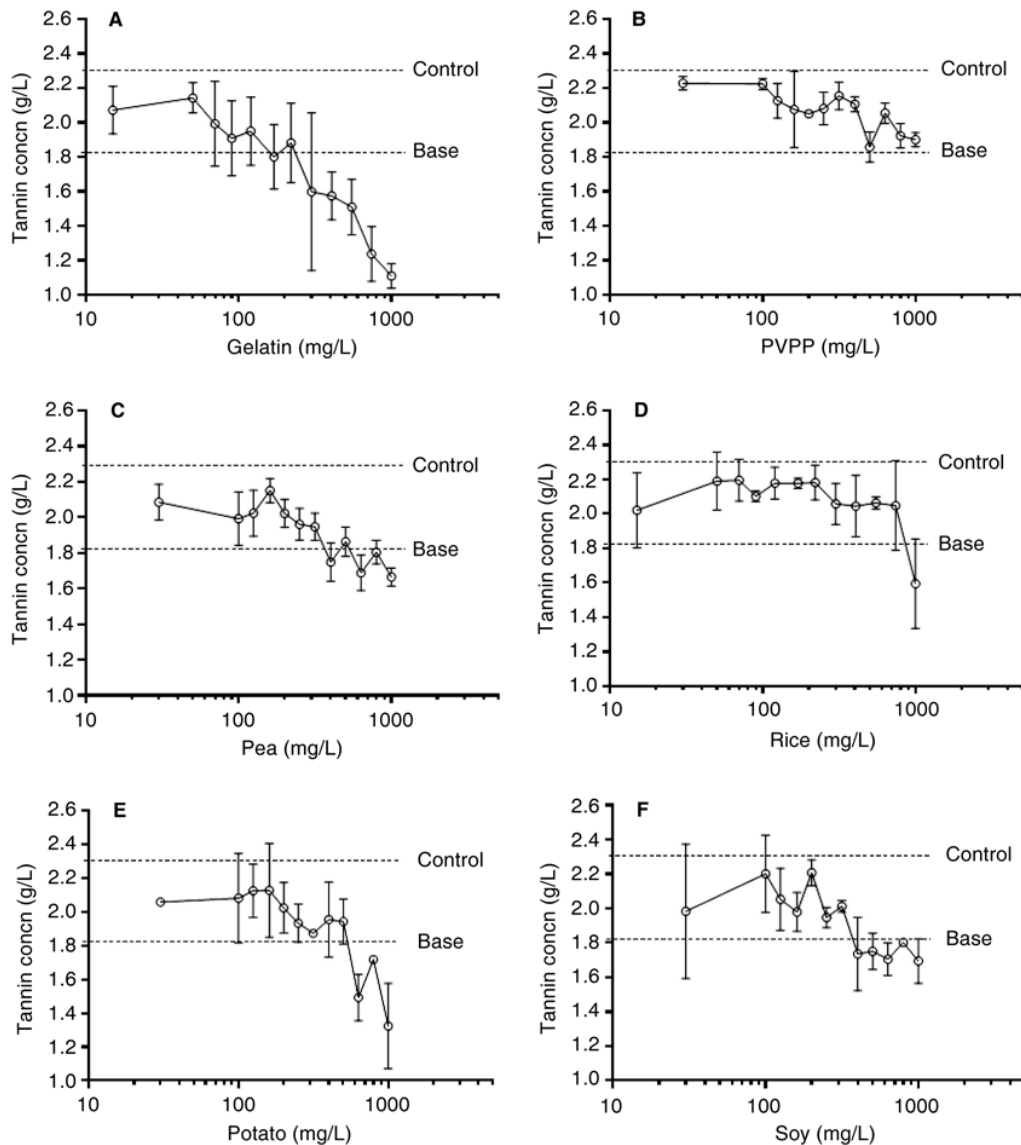 A
Tannin concn (g/L)
2.6
2.4
2.2
2.0
1.8
1.6
1.4
1.2
1.0
Control
Base
10 100 1000
Gelatin (mg/L)
B
Tannin concn (g/L)
2.6
2.4
2.2
2.0
1.8
1.6
1.4
1.2
1.0
Control
Base
10 100 1000
PVPP (mg/L)
C
Tannin concn (g/L)
2.6
2.4
2.2
2.0
1.8
1.6
1.4
1.2
1.0
Control
Base
10 100 1000
Pea (mg/L)
D
Tannin concn (g/L)
2.6
2.4
2.2
2.0
1.8
1.6
1.4
1.2
1.0
Control
Base
10 100 1000
Rice (mg/L)
E
Tannin concn (g/L)
2.6
2.4
2.2
2.0
1.8
1.6
1.4
1.2
1.0
Control
Base
10 100 1000
Potato (mg/L)
F
Tannin concn (g/L)
2.6
2.4
2.2
2.0
1.8
1.6
1.4
1.2
1.0
Control
Base
10 100 1000
Soy (mg/L)